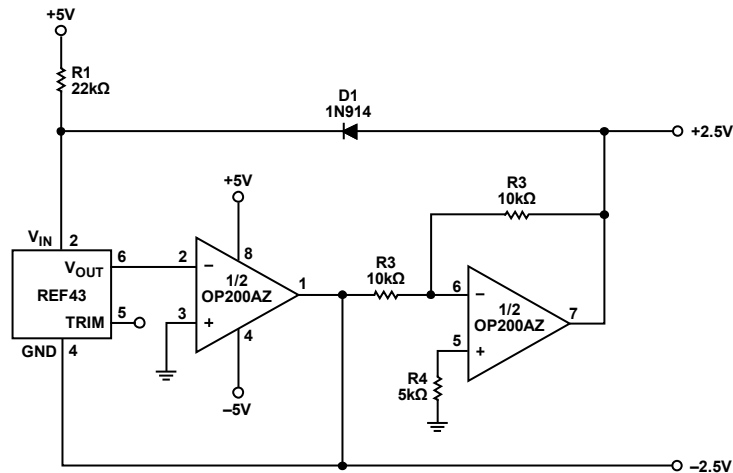 +5V
R1
22kΩ
D1
1N914
+2.5V
+5V
R3
10kΩ
VIN
2
6
VOUT
REF43
TRIM
5
GND
4
2
–
8
1/2
OP200AZ
1
3
+
4
–5V
R3
10kΩ
6
–
1/2
OP200AZ
7
5
+
R4
5kΩ
–2.5V